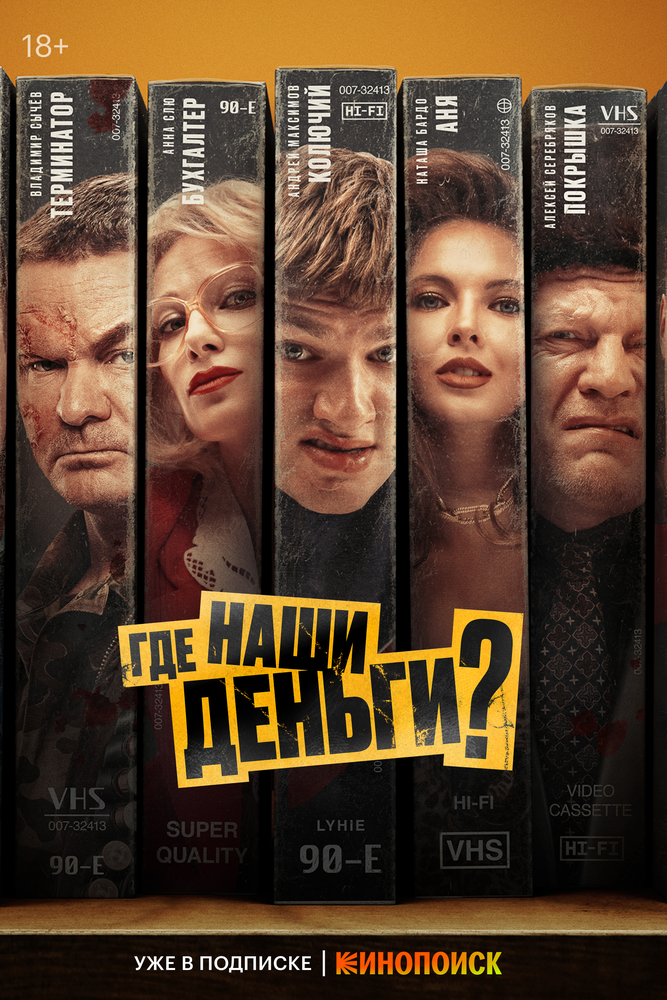 18+
ВЛАДИМИР СЫЧЕВ
ТЕРМИНАТОР
007-32413
АННА СЛЮ
БУХГАЛТЕР
90-Е
АНДРЕЙ МАКСИМОВ
КОЛЮЧИЙ
007-32413
HI-FI
НАТАША БАРДО
АНЯ
007-32413
АЛЕКСЕЙ СЕРЕБРЯКОВ
ПОКРЫШКА
VHS
007-32413
ГДЕ НАШИ
ДЕНЬГИ?
VHS
007-32413
90-Е
SUPER
QUALITY
LYHiE
90-Е
HI-FI
VHS
VIDEO
CASSETTE
HI-FI
УЖЕ В ПОДПИСКЕ | КИНОПОИСК